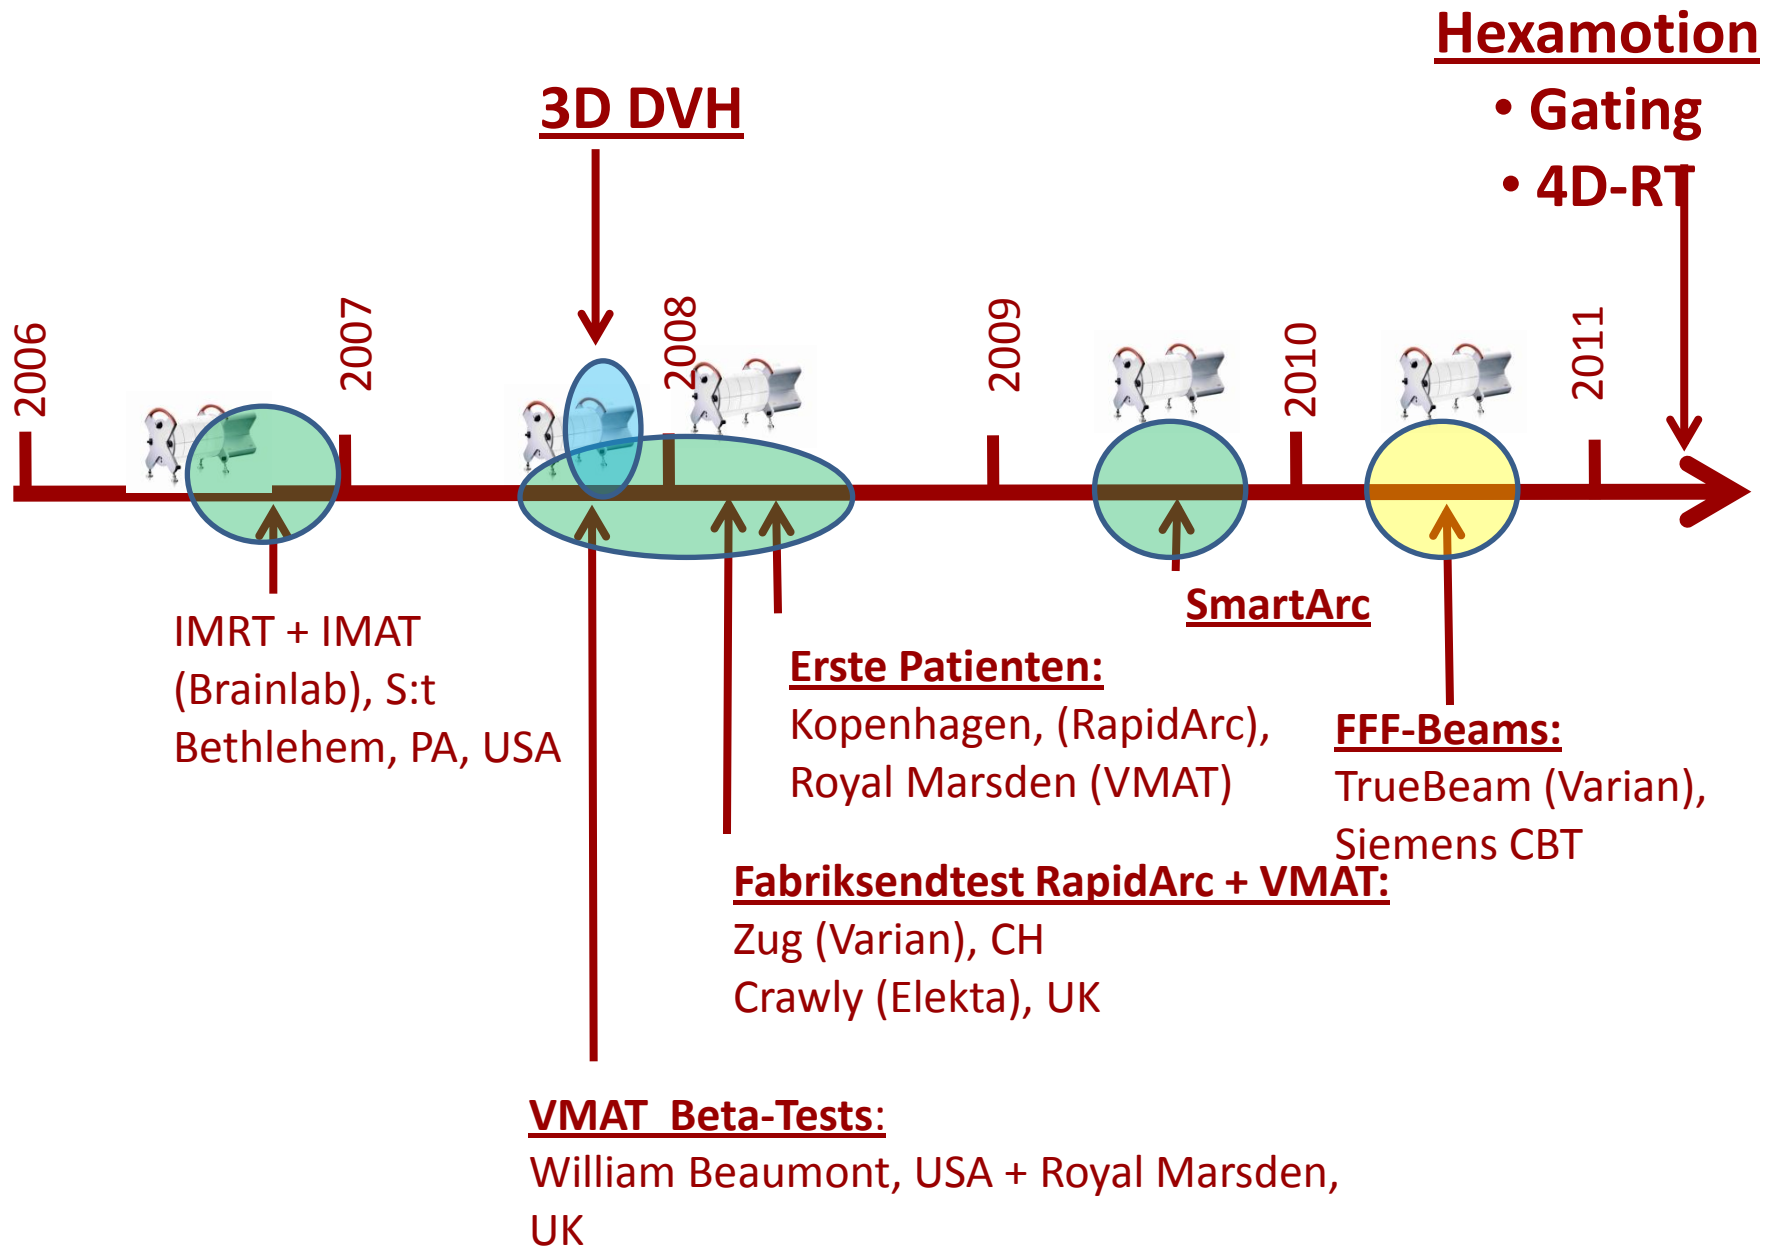 Hexamotion
• Gating
• 4D-RT
3D DVH
2006
2007
2008
2009
2010
2011
IMRT + IMAT
(Brainlab), S:t
Bethlehem, PA, USA
SmartArc
Erste Patienten:
Kopenhagen, (RapidArc),
Royal Marsden (VMAT)
FFF-Beams:
TrueBeam (Varian),
Siemens CBT
Fabriksendtest RapidArc + VMAT:
Zug (Varian), CH
Crawly (Elekta), UK
VMAT  Beta-Tests:
William Beaumont, USA + Royal Marsden,
UK